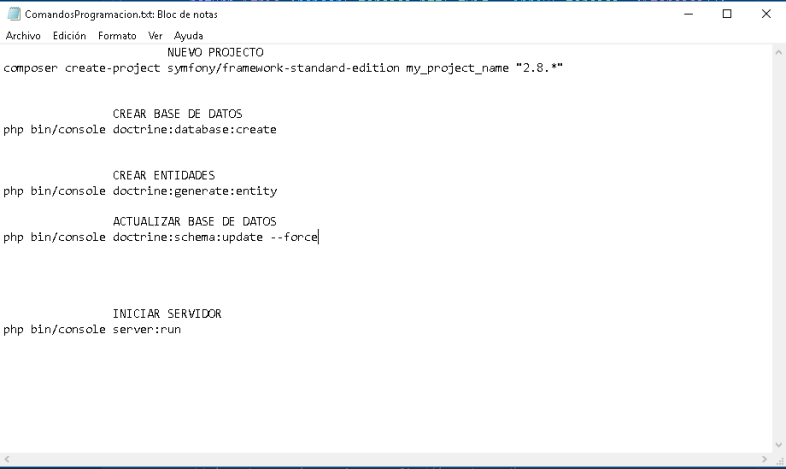 ComandosProgramacion.txt: Bloc de notas
Archivo Edición Formato Ver Ayuda
NUEVO PROJECTO
composer create-project symfony/framework-standard-edition my_project_name "2.8.*"
CREAR BASE DE DATOS
php bin/console doctrine:database:create
CREAR ENTIDADES
php bin/console doctrine:generate:entity
ACTUALIZAR BASE DE DATOS
php bin/console doctrine:schema:update --force
INICIAR SERVIDOR
php bin/console server:run